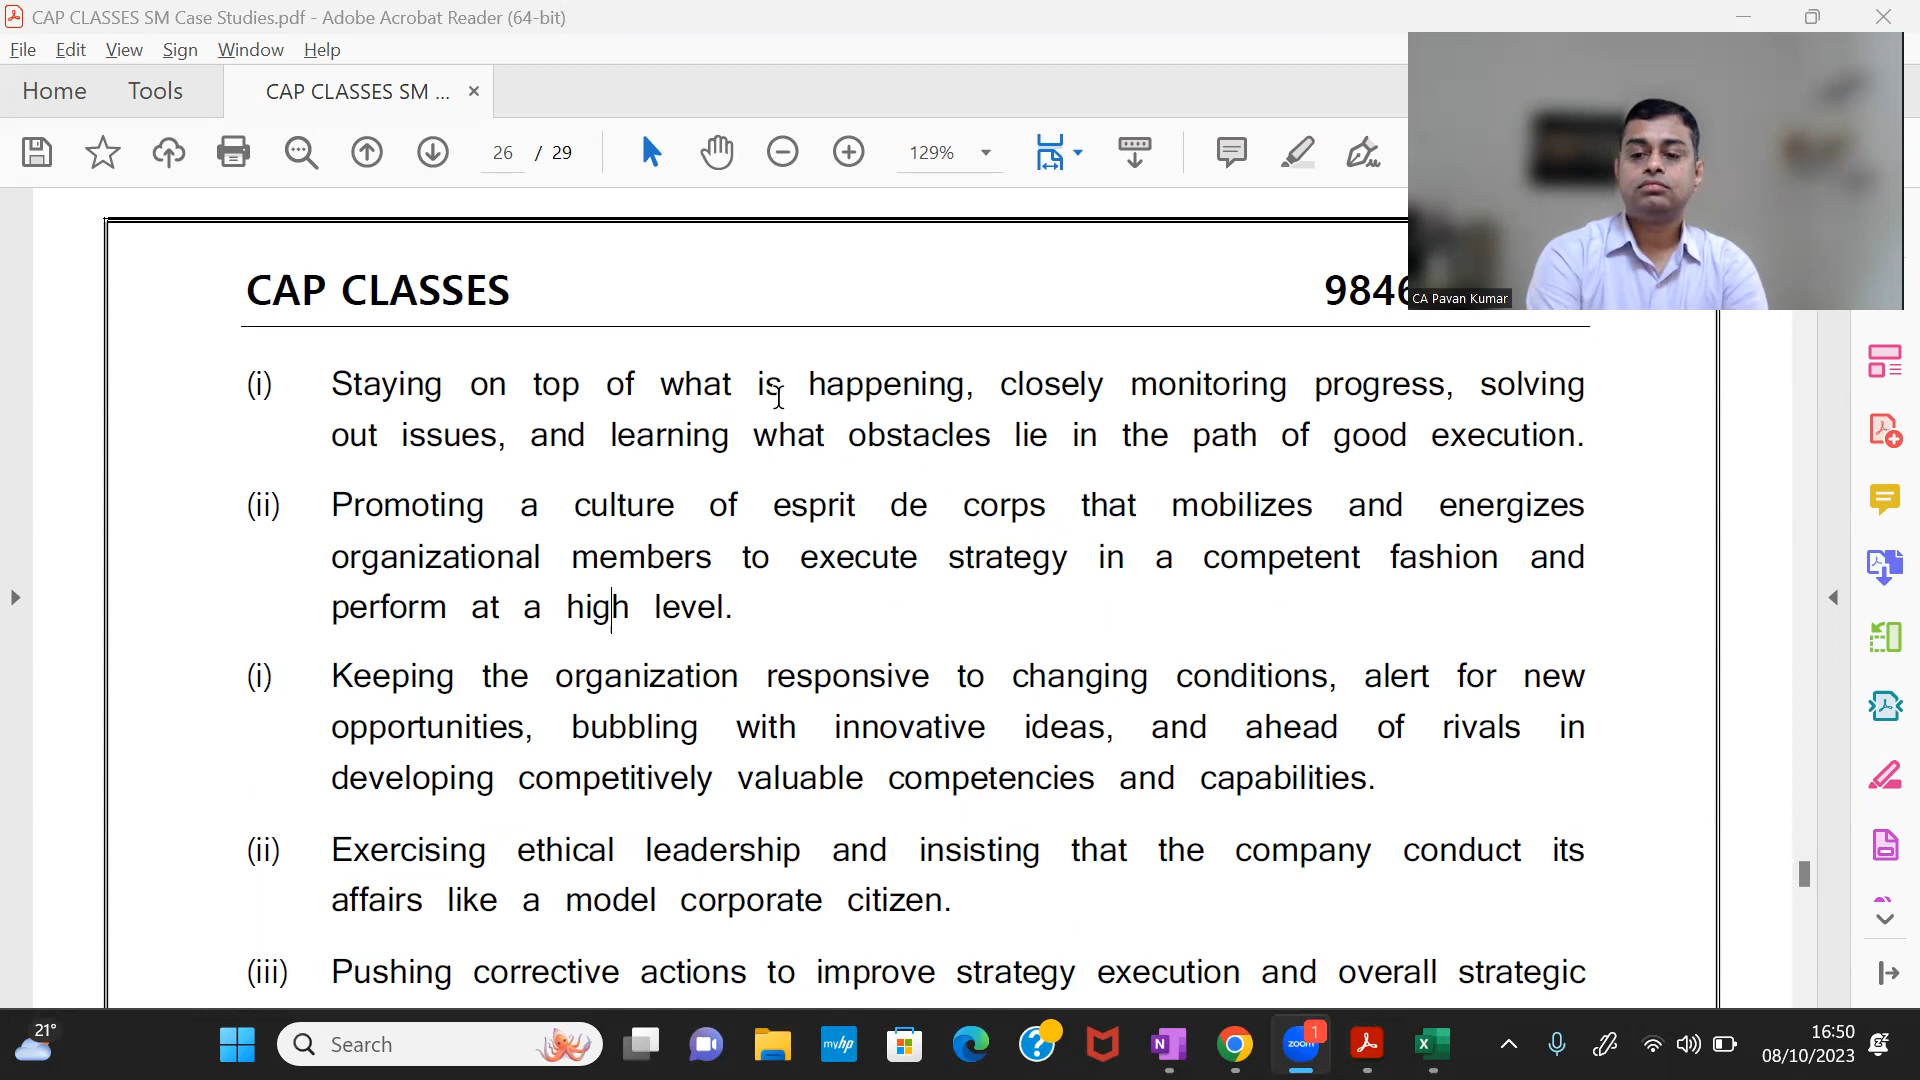 CAP CLASSES SM Case Studies.pdf - Adobe Acrobat Reader (64-bit)
File Edit View Sign Window Help
Home Tools CAP CLASSES SM ... ×
26 / 29 129%
CA Pavan Kumar
CAP CLASSES 9846
(i) Staying on top of what is happening, closely monitoring progress, solving
out issues, and learning what obstacles lie in the path of good execution.
(ii) Promoting a culture of esprit de corps that mobilizes and energizes
organizational members to execute strategy in a competent fashion and
perform at a high level.
(i) Keeping the organization responsive to changing conditions, alert for new
opportunities, bubbling with innovative ideas, and ahead of rivals in
developing competitively valuable competencies and capabilities.
(ii) Exercising ethical leadership and insisting that the company conduct its
affairs like a model corporate citizen.
(iii) Pushing corrective actions to improve strategy execution and overall strategic
21°
Search
myhp
zoom
1
16:50
08/10/2023